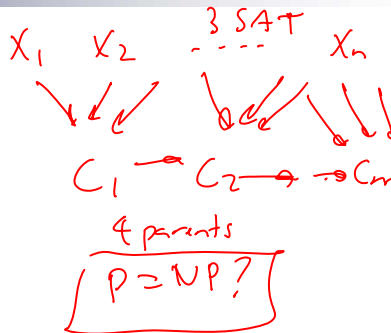 3 SAT
X1 X2 ---- Xn
C1 → C2 → → Cm
4 parents
P=NP?